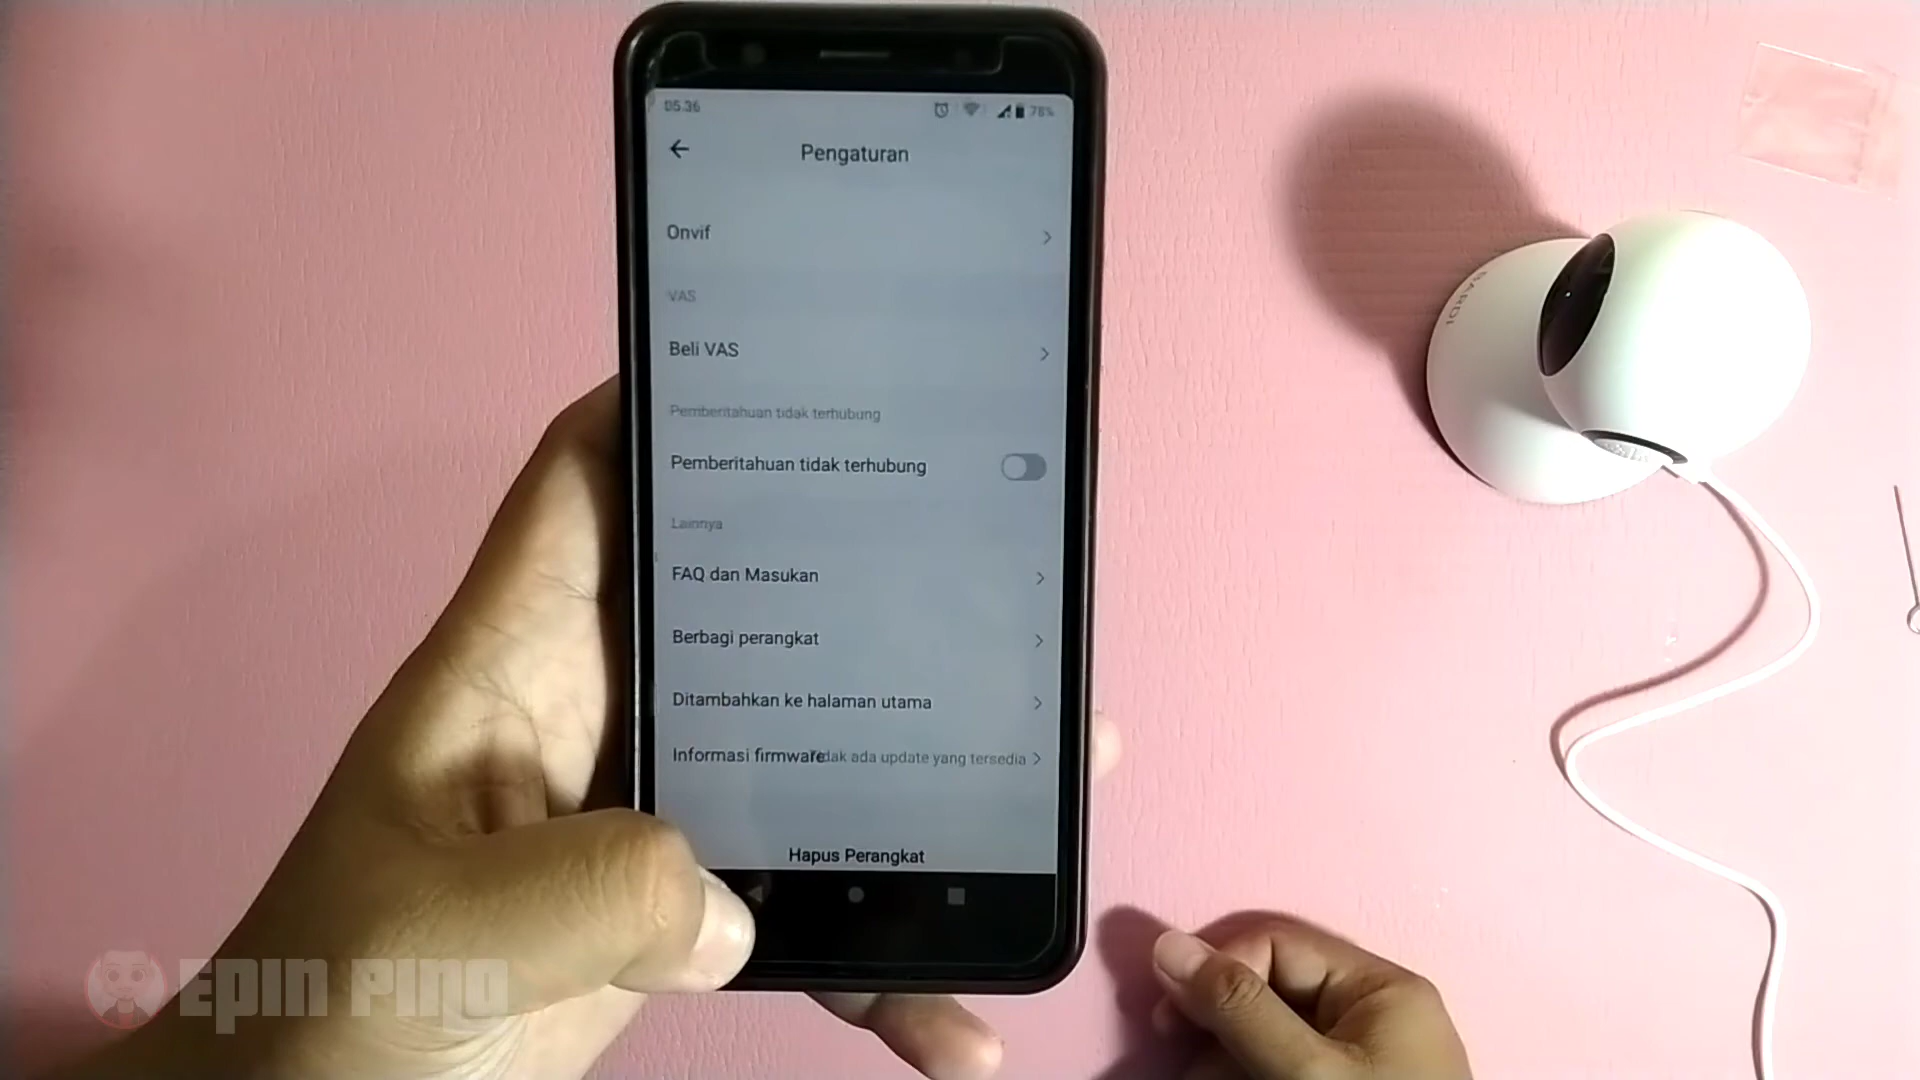 05.36
78%
Pengaturan
Onvif
VAS
Beli VAS
Pemberitahuan tidak terhubung
Pemberitahuan tidak terhubung
Lainnya
FAQ dan Masukan
Berbagi perangkat
Ditambahkan ke halaman utama
Informasi firmware
ada update yang tersedia
Hapus Perangkat
BARDI
EPIN PINO